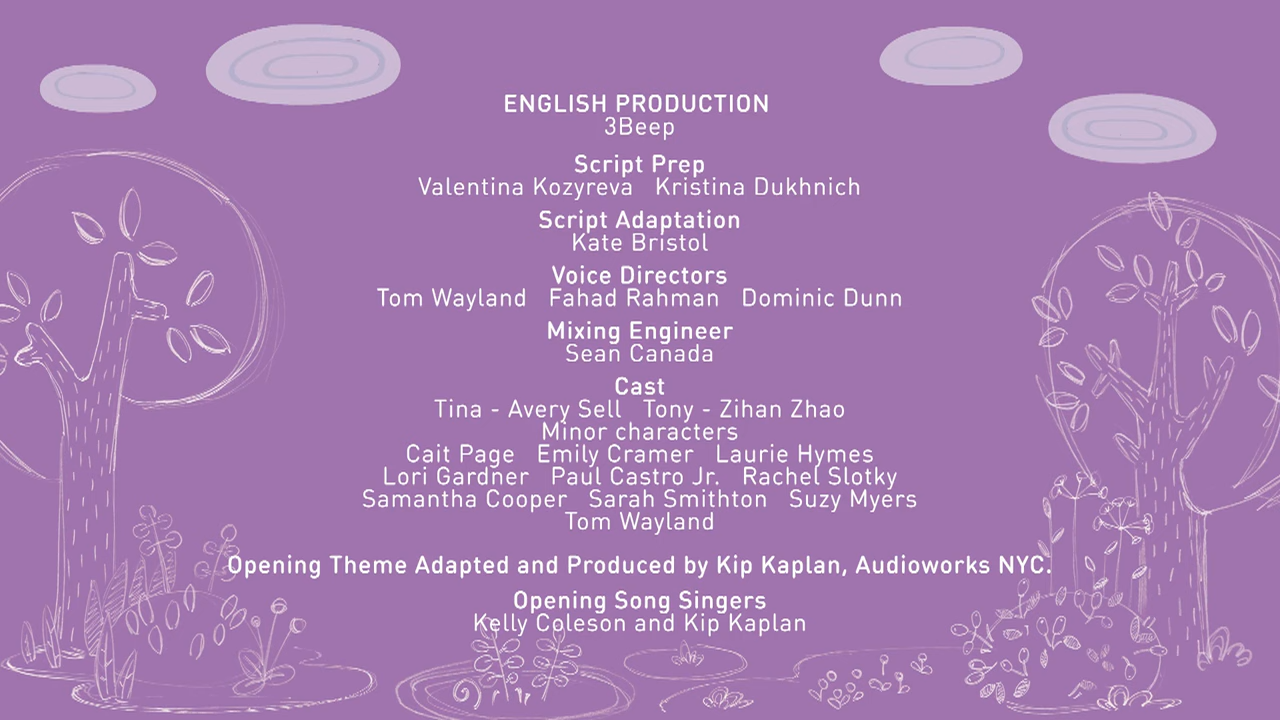 ENGLISH PRODUCTION
3Beep
Script Prep
Valentina Kozyreva Kristina Dukhnich
Script Adaptation
Kate Bristol
Voice Directors
Tom Wayland Fahad Rahman Dominic Dunn
Mixing Engineer
Sean Canada
Cast
Tina - Avery Sell Tony - Zihan Zhao
Minor characters
Cait Page Emily Cramer Laurie Hymes
Lori Gardner Paul Castro Jr. Rachel Slotky
Samantha Cooper Sarah Smithton Suzy Myers
Tom Wayland
Opening Theme Adapted and Produced by Kip Kaplan, Audioworks NYC.
Opening Song Singers
Kelly Coleson and Kip Kaplan